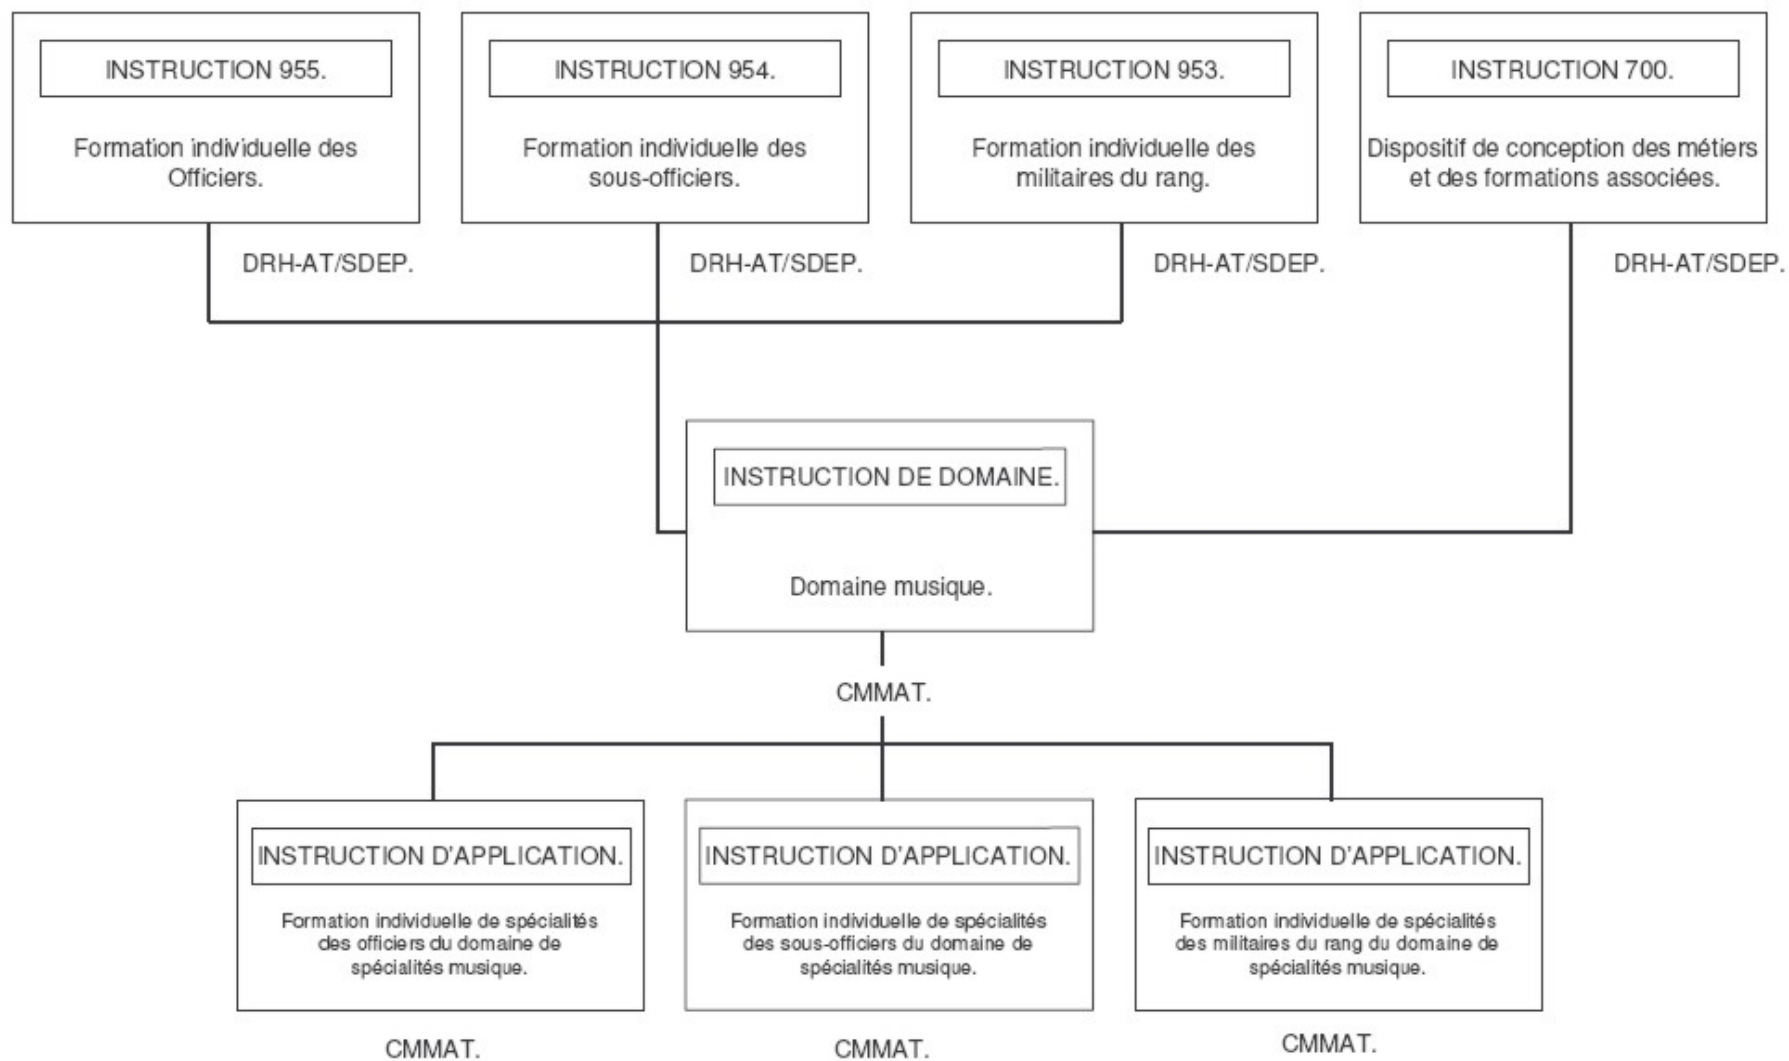 INSTRUCTION 955.
Formation individuelle des
Officiers.
DRH-AT/SDEP.
INSTRUCTION 954.
Formation individuelle des
sous-officiers.
DRH-AT/SDEP.
INSTRUCTION 953.
Formation individuelle des
militaires du rang.
DRH-AT/SDEP.
INSTRUCTION 700.
Dispositif de conception des métiers
et des formations associées.
DRH-AT/SDEP.
INSTRUCTION DE DOMAINE.
Domaine musique.
CMMAT.
INSTRUCTION D'APPLICATION.
Formation individuelle de spécialités
des officiers du domaine de
spécialités musique.
CMMAT.
INSTRUCTION D'APPLICATION.
Formation individuelle de spécialités
des sous-officiers du domaine de
spécialités musique.
CMMAT.
INSTRUCTION D'APPLICATION.
Formation individuelle de spécialités
des militaires du rang du domaine de
spécialités musique.
CMMAT.